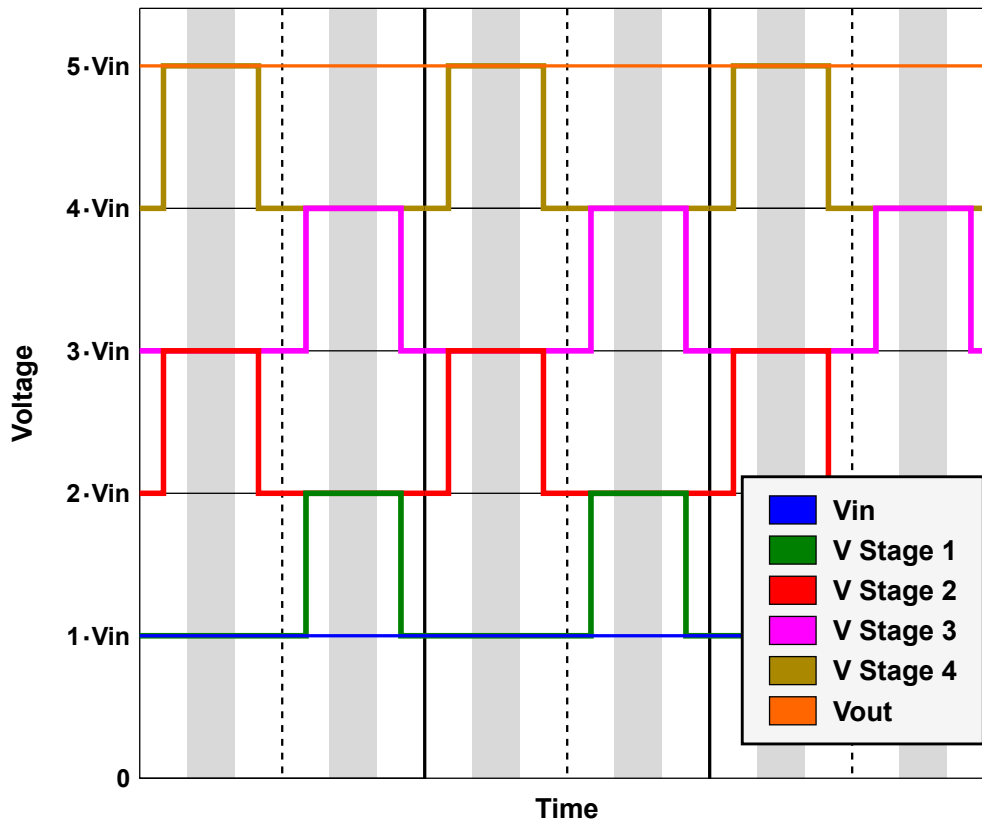 5·Vin
4·Vin
3·Vin
2·Vin
1·Vin
0
Voltage
Time
Vin
V Stage 1
V Stage 2
V Stage 3
V Stage 4
Vout